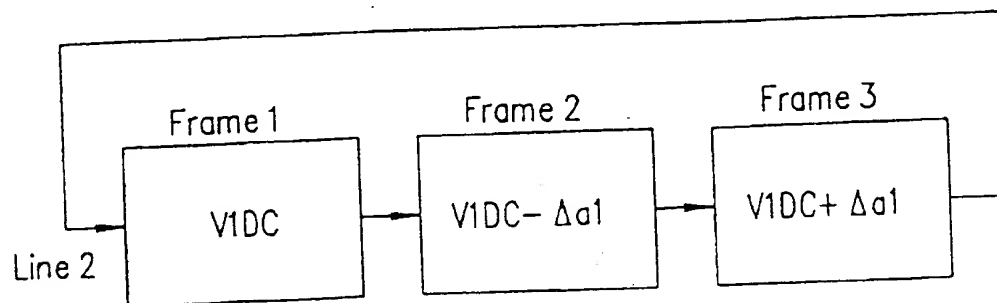 Frame 1
Frame 2
Frame 3
V1DC
V1DC- Δa1
V1DC+ Δa1
Line 2